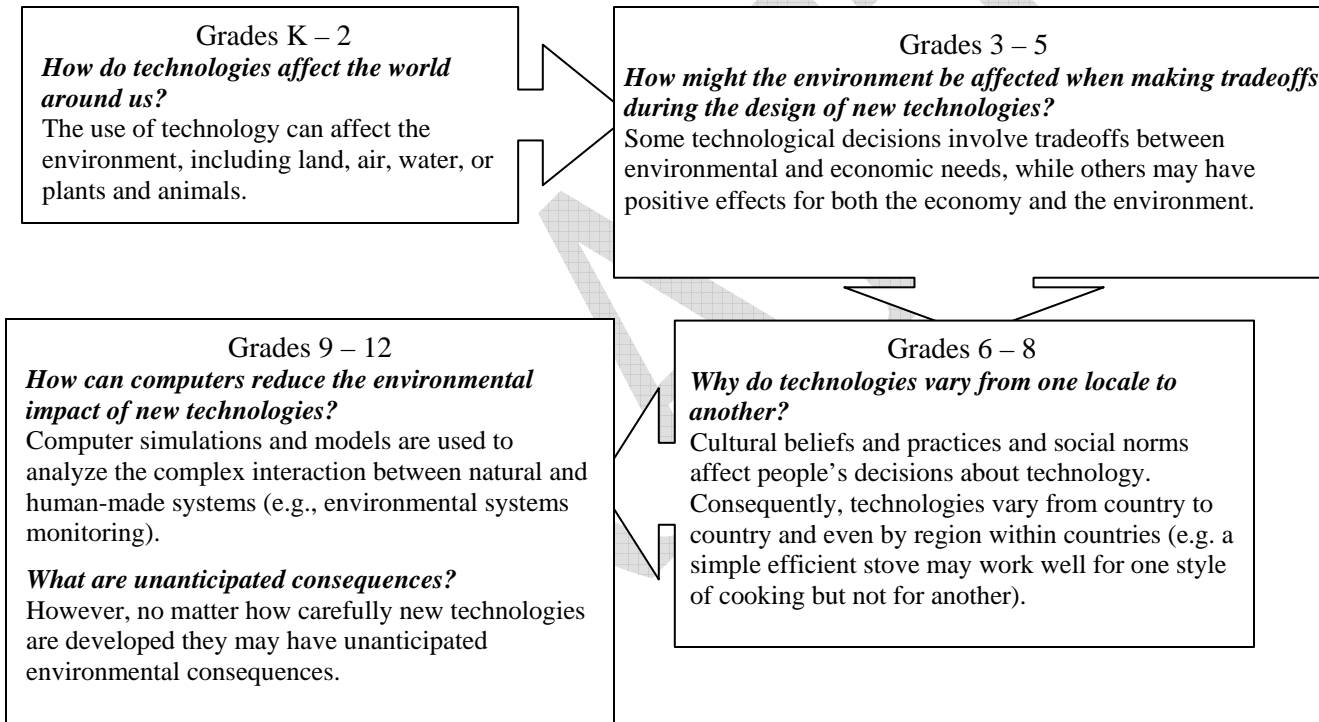 Grades K – 2
How do technologies affect the world
around us?
The use of technology can affect the
environment, including land, air, water, or
plants and animals.
Grades 3 – 5
How might the environment be affected when making tradeoffs
during the design of new technologies?
Some technological decisions involve tradeoffs between
environmental and economic needs, while others may have
positive effects for both the economy and the environment.
Grades 6 – 8
Why do technologies vary from one locale to
another?
Cultural beliefs and practices and social norms
affect people’s decisions about technology.
Consequently, technologies vary from country to
country and even by region within countries (e.g. a
simple efficient stove may work well for one style
of cooking but not for another).
Grades 9 – 12
How can computers reduce the environmental
impact of new technologies?
Computer simulations and models are used to
analyze the complex interaction between natural and
human-made systems (e.g., environmental systems
monitoring).
What are unanticipated consequences?
However, no matter how carefully new technologies
are developed they may have unanticipated
environmental consequences.